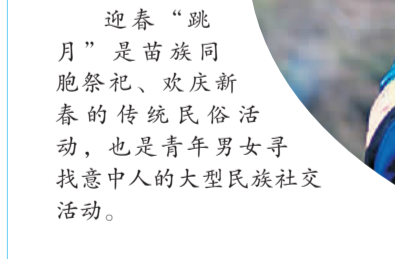 迎春“跳
月”是苗族同
胞祭祀、欢庆新
春的传统民俗活
动，也是青年男女寻
找意中人的大型民族社交
活动。